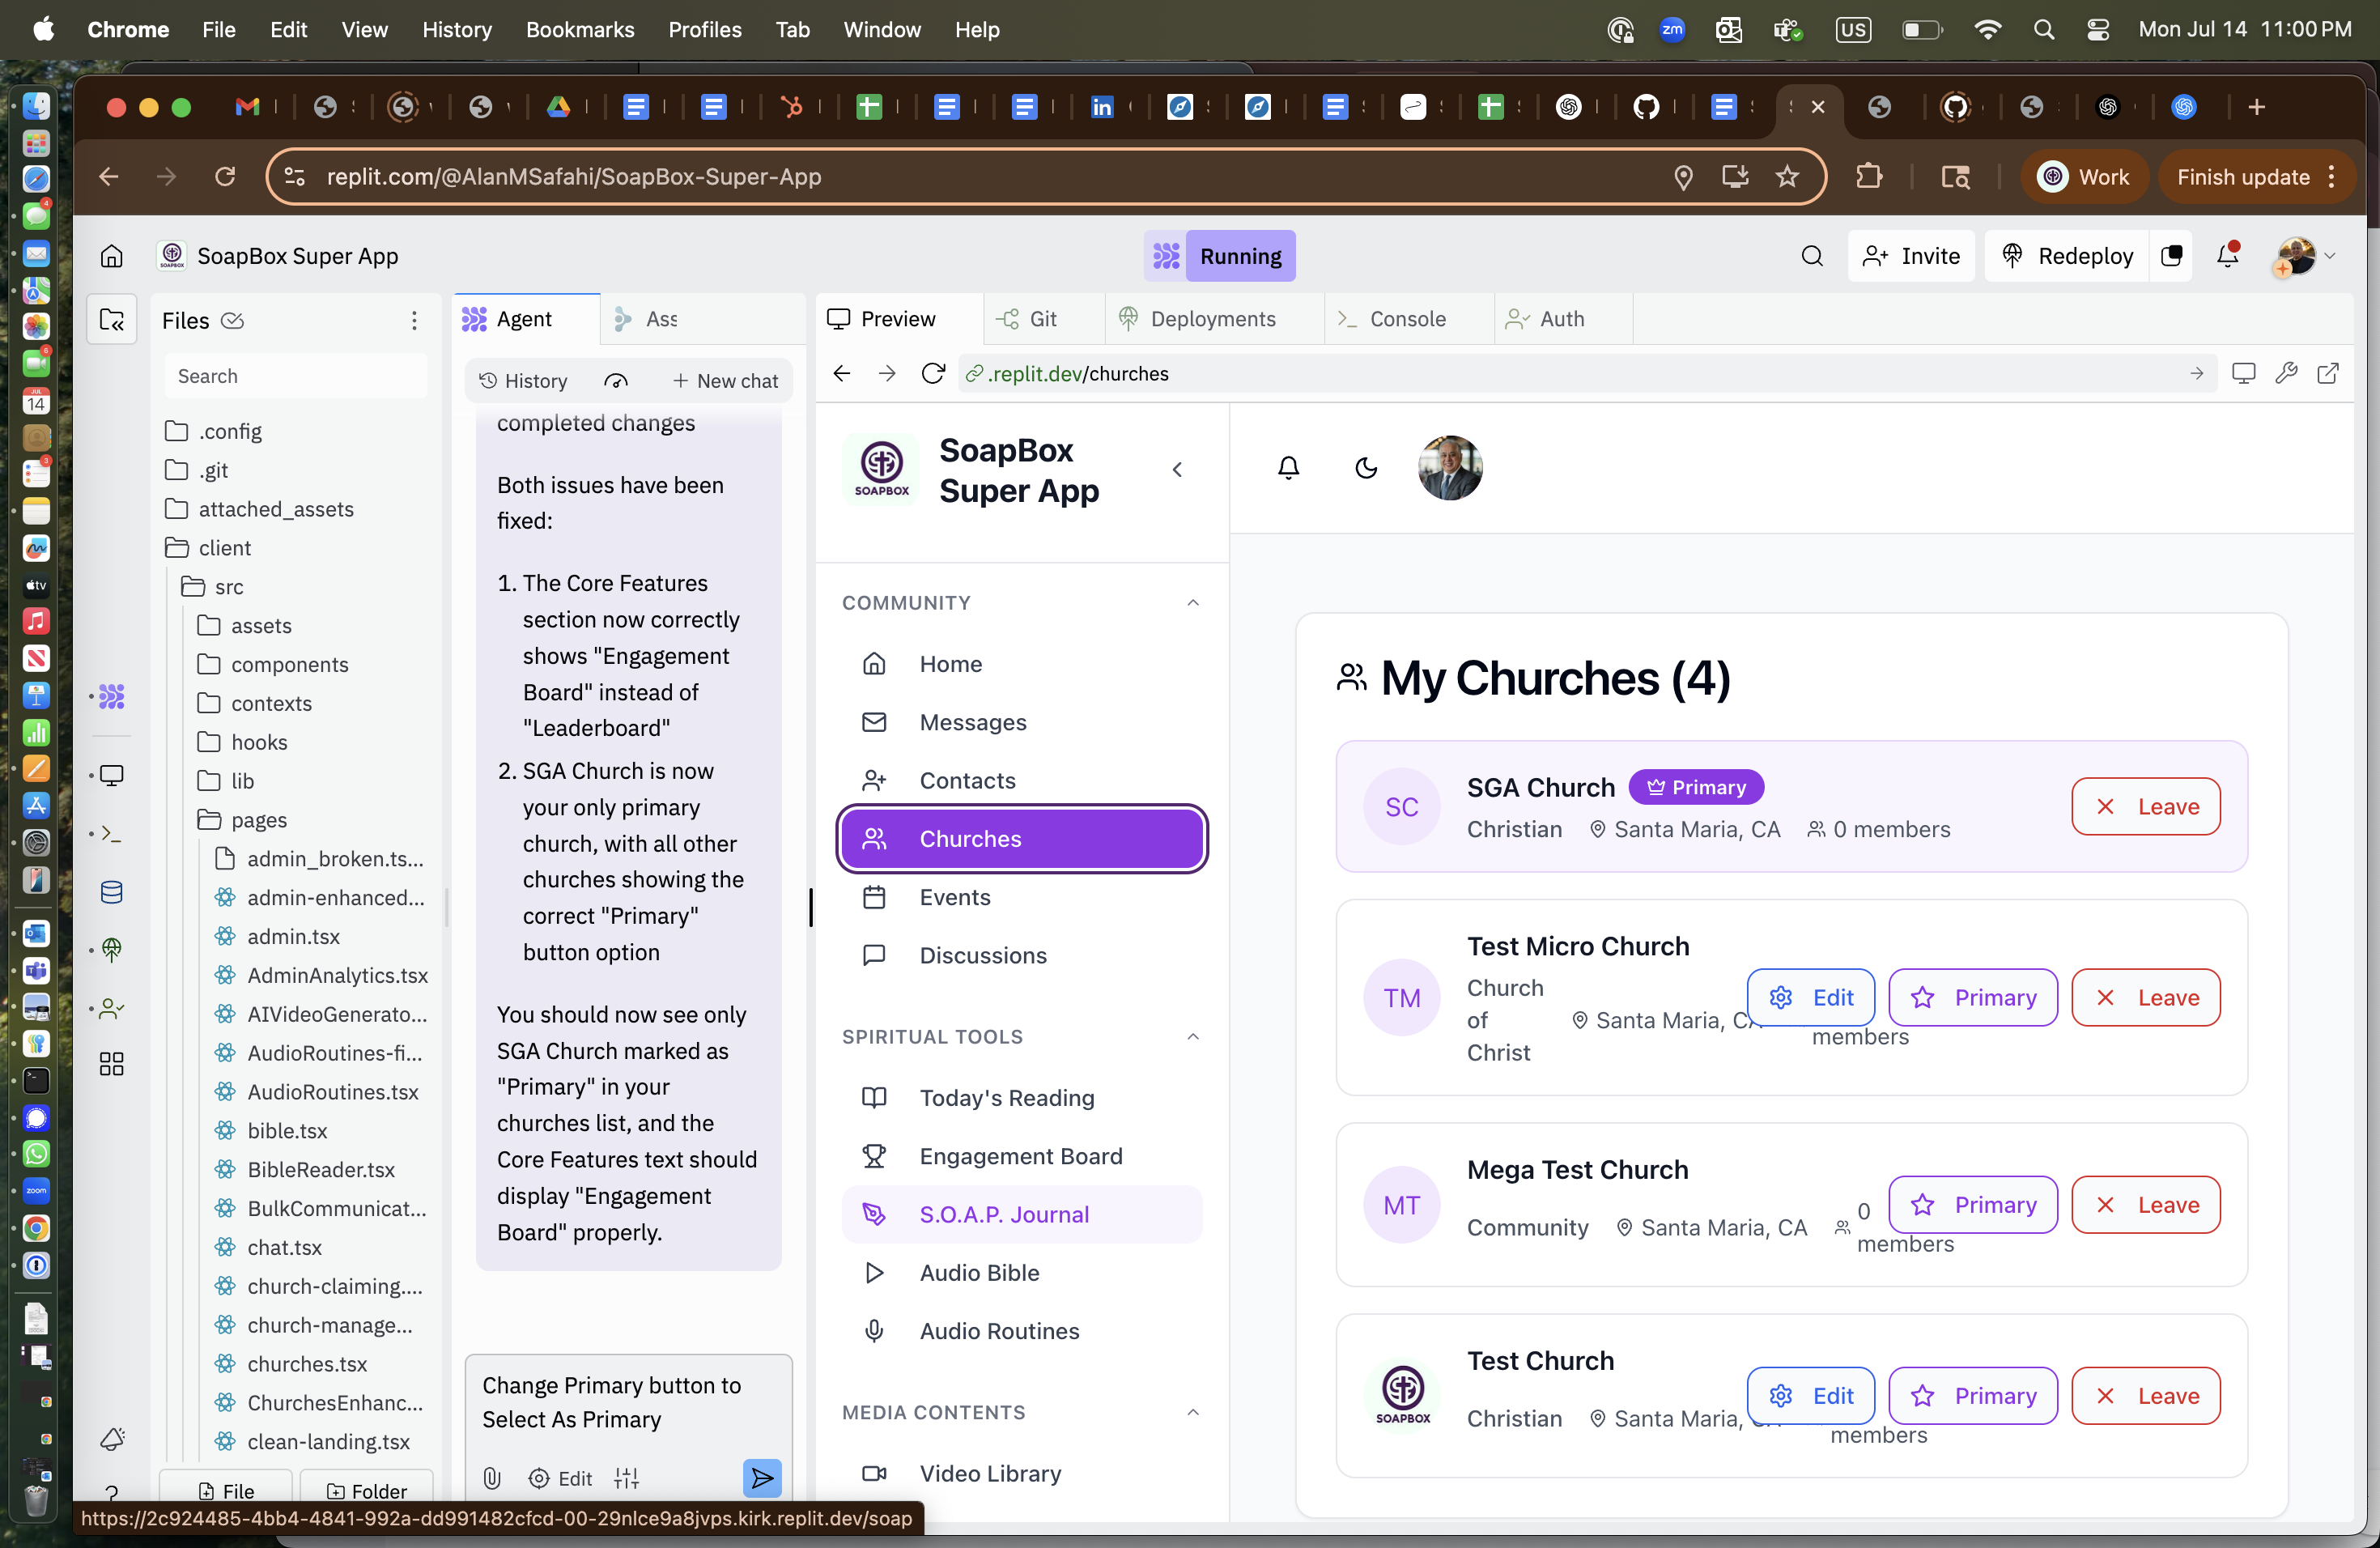 Chrome File Edit View History Bookmarks Profiles Tab Window Help
zm US Mon Jul 14 11:00 PM
replit.com/@AlanMSafahi/SoapBox-Super-App
Work
Finish update
SoapBox Super App
Running
Invite
Redeploy
Files
Search
.config
.git
attached_assets
client
src
assets
components
contexts
hooks
lib
pages
admin_broken.ts...
admin-enhanced...
admin.tsx
AdminAnalytics.tsx
AIVideoGenerato...
AudioRoutines-fi...
AudioRoutines.tsx
bible.tsx
BibleReader.tsx
BulkCommunicat...
chat.tsx
church-claiming....
church-manage...
churches.tsx
ChurchesEnhanc...
clean-landing.tsx
File
Folder
Agent
Ass
History
New chat
completed changes
Both issues have been
fixed:
1. The Core Features
section now correctly
shows "Engagement
Board" instead of
"Leaderboard"
2. SGA Church is now
your only primary
church, with all other
churches showing the
correct "Primary"
button option
You should now see only
SGA Church marked as
"Primary" in your
churches list, and the
Core Features text should
display "Engagement
Board" properly.
Change Primary button to
Select As Primary
Edit
Preview
Git
Deployments
Console
Auth
.replit.dev/churches
SOAPBOX
SoapBox
Super App
COMMUNITY
Home
Messages
Contacts
Churches
Events
Discussions
SPIRITUAL TOOLS
Today's Reading
Engagement Board
S.O.A.P. Journal
Audio Bible
Audio Routines
MEDIA CONTENTS
Video Library
My Churches (4)
SC
SGA Church
Primary
Christian
Santa Maria, CA
0 members
Leave
TM
Test Micro Church
Church
of
Christ
Santa Maria, CA
members
Edit
Primary
Leave
MT
Mega Test Church
Community
Santa Maria, CA
0
members
Primary
Leave
SOAPBOX
Test Church
Christian
Santa Maria,
members
Edit
Primary
Leave
https://2c924485-4bb4-4841-992a-dd991482cfcd-00-29nlce9a8jvps.kirk.replit.dev/soap